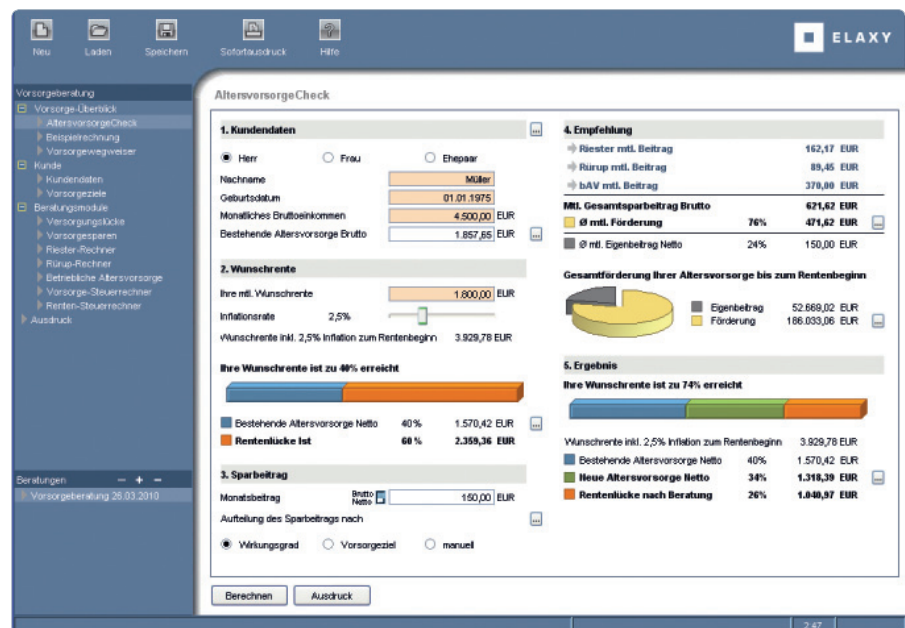 Neu Laden Speichern Sofortausdruck Hilfe
ELAXY
Vorsorgeberatung
Vorsorge-Überblick
AltersvorsorgeCheck
Beispielrechnung
Vorsorgewegweiser
Kunde
Kundendaten
Vorsorgeziele
Beratungsmodule
Versorgungslücke
Vorsorgesparen
Riester-Rechner
Rürup-Rechner
Betriebliche Altersvorsorge
Vorsorge-Steuerrechner
Renten-Steuerrechner
Ausdruck
Beratungen − + −
Vorsorgeberatung 26.03.2010
AltersvorsorgeCheck
1. Kundendaten ...
Herr Frau Ehepaar
Nachname Müller
Geburtsdatum 01.01.1975
Monatliches Bruttoeinkommen 4.500,00 EUR
Bestehende Altersvorsorge Brutto 1.857,65 EUR ...
2. Wunschrente
Ihre mtl. Wunschrente 1.800,00 EUR
Inflationsrate 2,5%
Wunschrente inkl. 2,5% Inflation zum Rentenbeginn 3.929,78 EUR
Ihre Wunschrente ist zu 40% erreicht
Bestehende Altersvorsorge Netto 40% 1.570,42 EUR ...
Rentenlücke Ist 60% 2.359,36 EUR
3. Sparbeitrag
Monatsbeitrag Brutto Netto 150,00 EUR
Aufteilung des Sparbeitrags nach ...
Wirkungsgrad Vorsorgeziel manuell
Berechnen Ausdruck
4. Empfehlung
Riester mtl. Beitrag 162,17 EUR
Rürup mtl. Beitrag 89,45 EUR
bAV mtl. Beitrag 370,00 EUR
Mtl. Gesamtsparbeitrag Brutto 621,62 EUR
Ø mtl. Förderung 76% 471,62 EUR ...
Ø mtl. Eigenbeitrag Netto 24% 150,00 EUR
Gesamtförderung Ihrer Altersvorsorge bis zum Rentenbeginn
Eigenbeitrag 52.669,02 EUR
Förderung 186.033,06 EUR ...
5. Ergebnis
Ihre Wunschrente ist zu 74% erreicht
Wunschrente inkl. 2,5% Inflation zum Rentenbeginn 3.929,78 EUR
Bestehende Altersvorsorge Netto 40% 1.570,42 EUR
Neue Altersvorsorge Netto 34% 1.318,39 EUR ...
Rentenlücke nach Beratung 26% 1.040,97 EUR
2:47